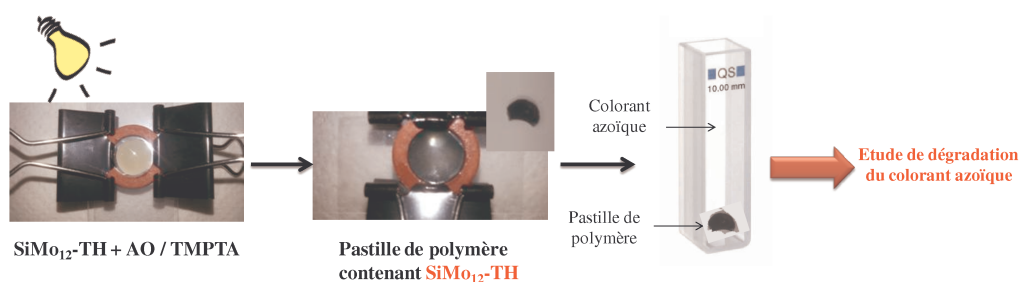 QS
10.00 mm
Colorant
azoïque
Etude de dégradation
du colorant azoïque
Pastille de
polymère
SiMo₁₂-TH + AO / TMPTA
Pastille de polymère
contenant SiMo₁₂-TH